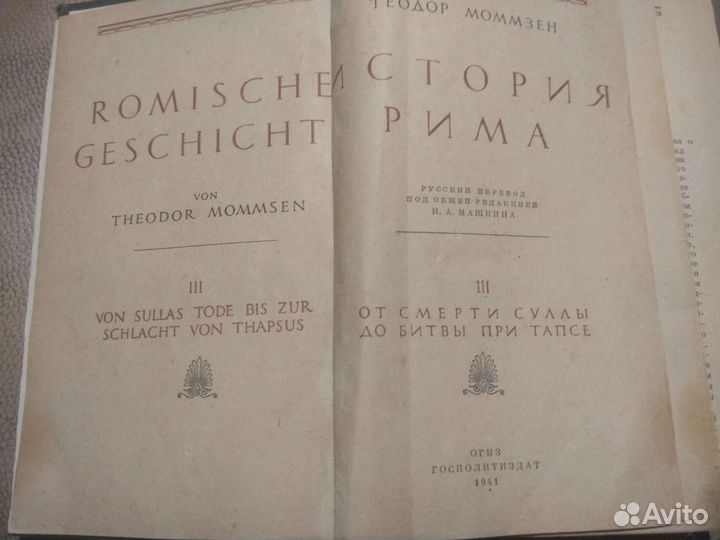 ROMISCHE
GESCHICHT
VON
THEODOR MOMMSEN
III
VON SULLAS TODE BIS ZUR
SCHLACHT VON THAPSUS
ТЕОДОР МОММЗЕН
ИСТОРИЯ
РИМА
РУССКИЙ ПЕРЕВОД
ПОД ОБЩЕЙ РЕДАКЦИЕЙ
Н. А. МАШКИНА
III
ОТ СМЕРТИ СУЛЛЫ
ДО БИТВЫ ПРИ ТАПСЕ
ОГИЗ
ГОСПОЛИТИЗДАТ
1941
Avito